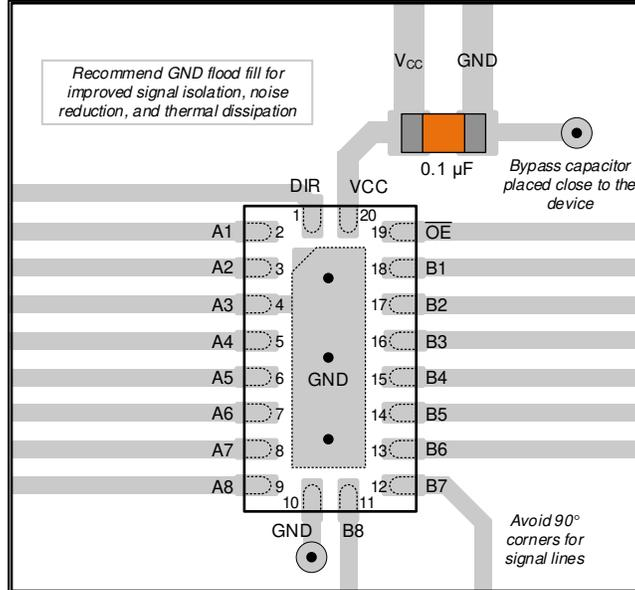 V_CC GND
Recommend GND flood fill for
improved signal isolation, noise
reduction, and thermal dissipation
0.1 µF
Bypass capacitor
placed close to the
device
DIR VCC
1 20
A1 2 19 O̅E̅
A2 3 18 B1
A3 4 17 B2
A4 5 16 B3
A5 6 15 B4
GND
A6 7 14 B5
A7 8 13 B6
A8 9 12 B7
10 11
GND B8
Avoid 90°
corners for
signal lines